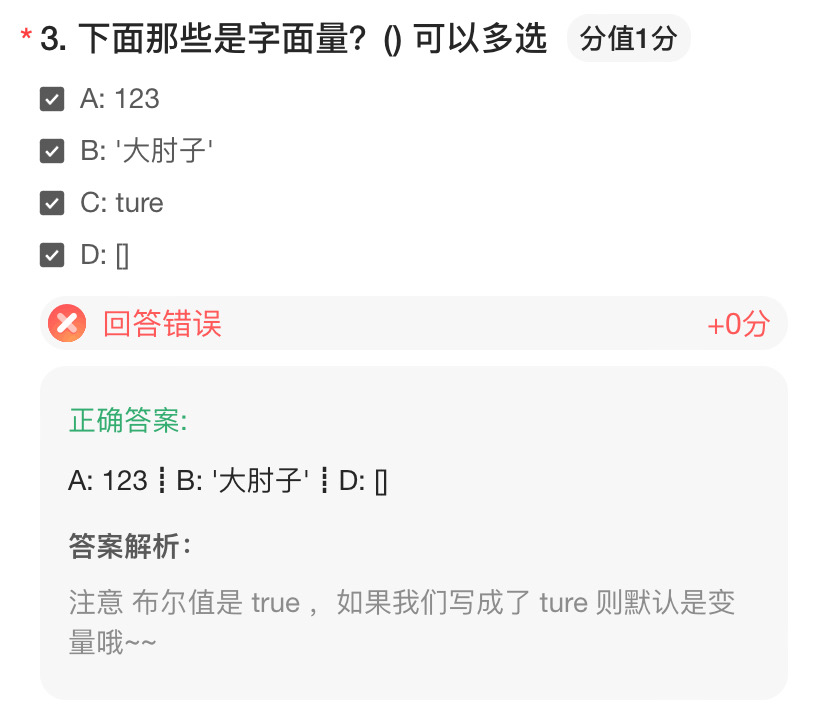 * 3. 下面那些是字面量? () 可以多选 分值1分
A: 123
B: '大肘子'
C: ture
D: []
回答错误 +0分
正确答案:
A: 123 ┋ B: '大肘子' ┋ D: []
答案解析：
注意 布尔值是 true ，如果我们写成了 ture 则默认是变
量哦~~